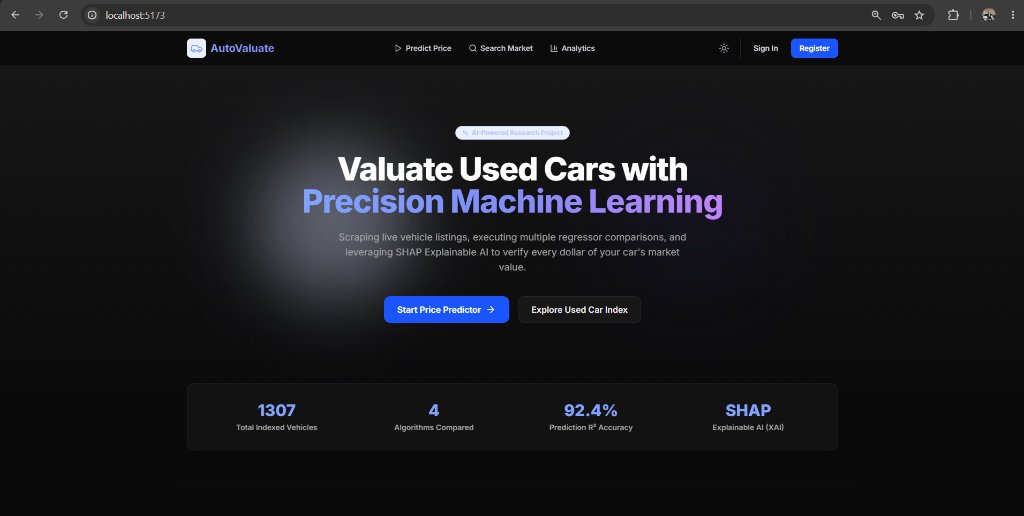 localhost:5173
AutoValuate
Predict Price
Search Market
Analytics
Sign In
Register
AI-Powered Research Project
Valuate Used Cars with
Precision Machine Learning
Scraping live vehicle listings, executing multiple regressor comparisons, and
leveraging SHAP Explainable AI to verify every dollar of your car's market
value.
Start Price Predictor
Explore Used Car Index
1307
Total Indexed Vehicles
4
Algorithms Compared
92.4%
Prediction R² Accuracy
SHAP
Explainable AI (XAI)